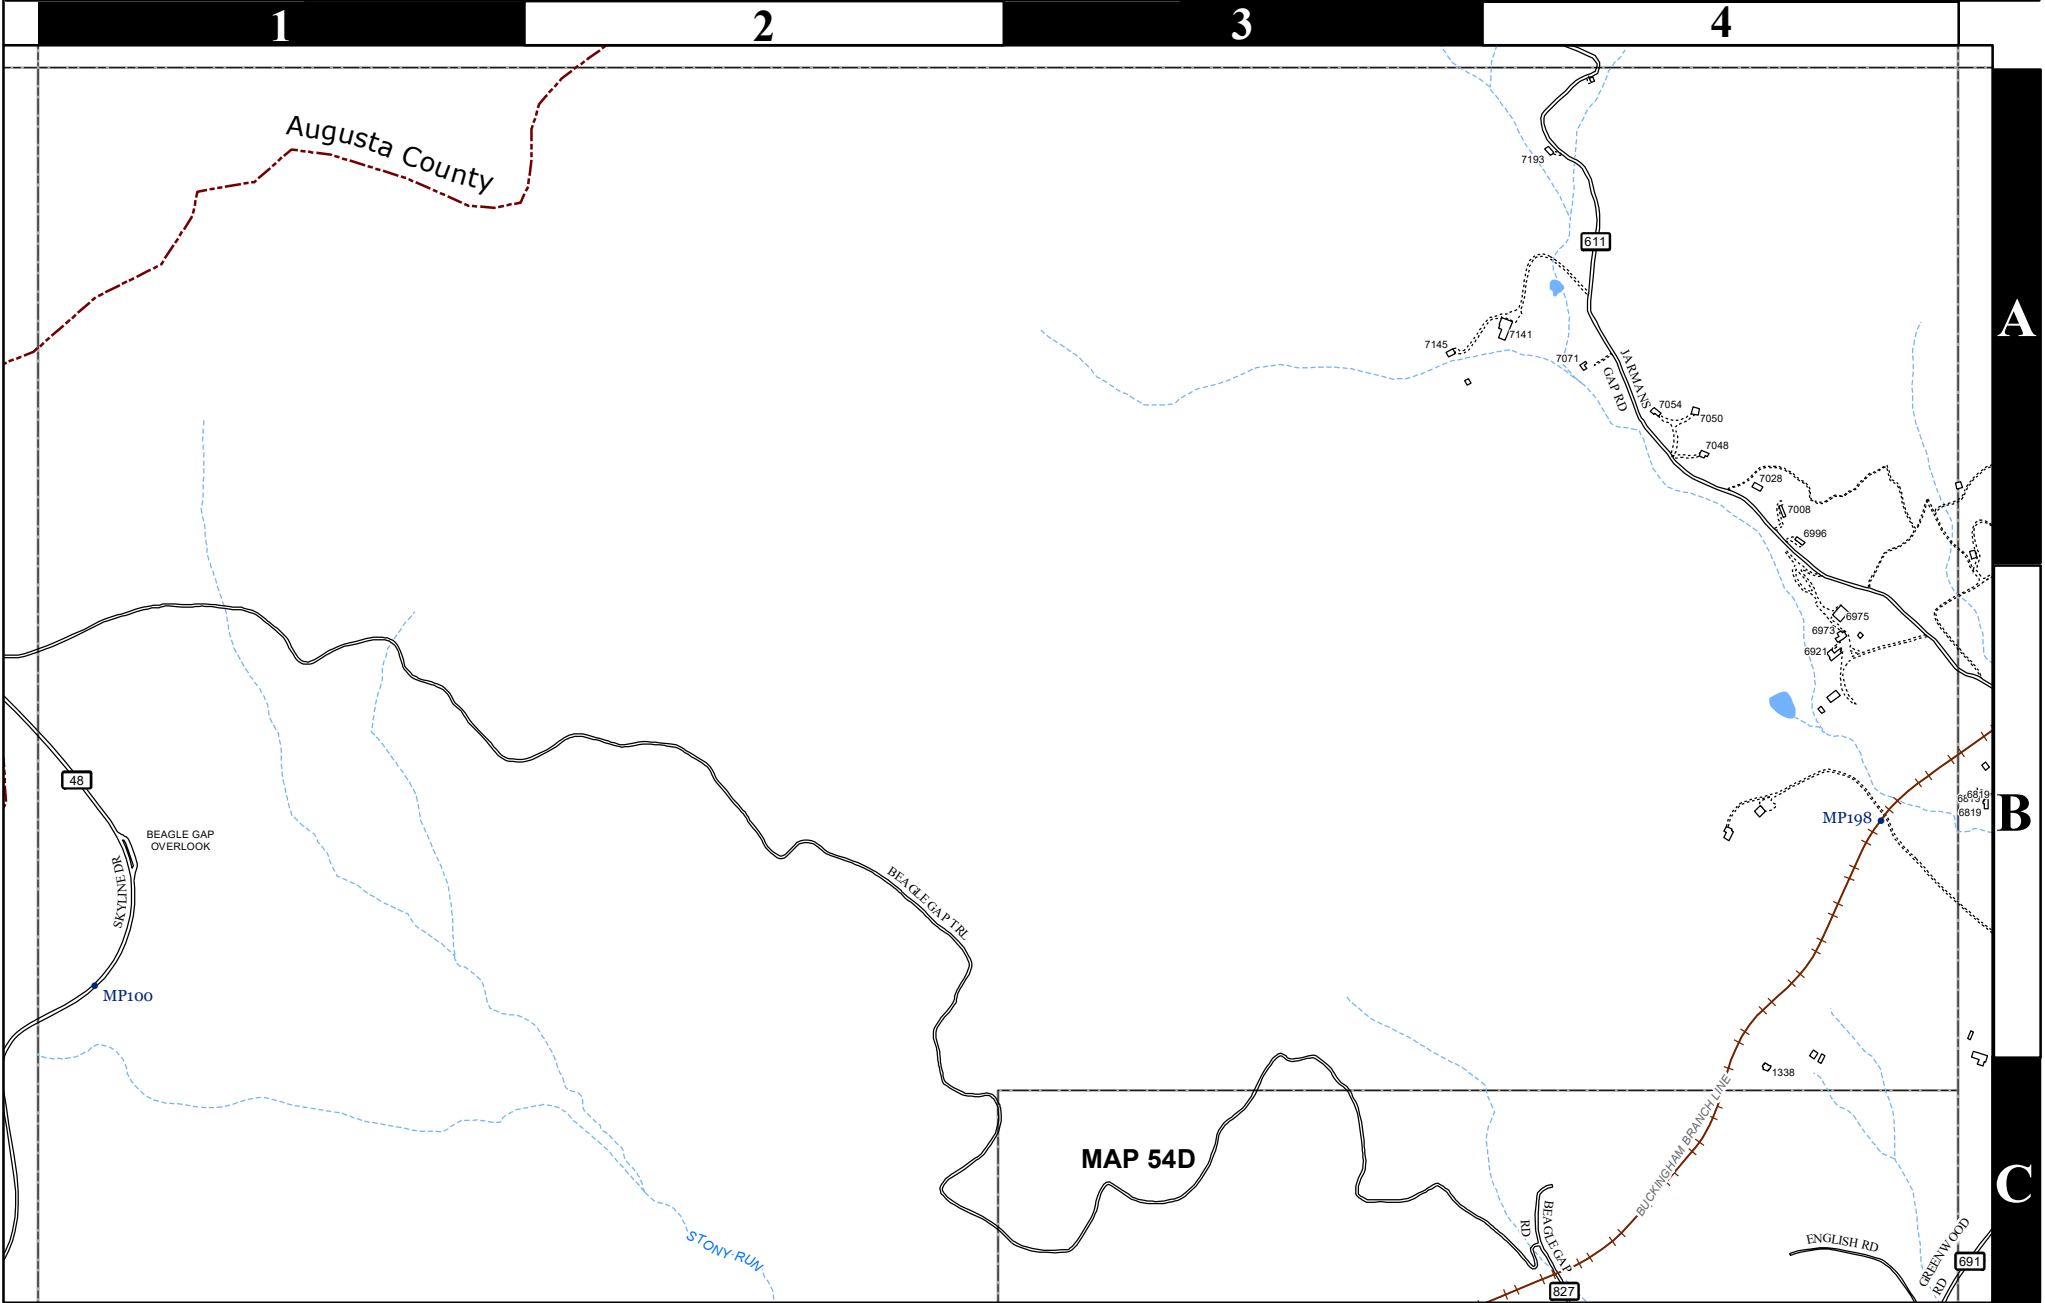 1 2 3 4
Augusta County
7193
611
A
7141
7145
7071
JARMANS
GAP RD
7054
7050
7048
7028
7008
6996
6975
6973
6921
48
BEAGLE GAP
OVERLOOK
SKYLINE DR
MP100
BEAGLE GAP TRL
MP198
6819
6819
B
1338
BUCKINGHAM BRANCH LINE
MAP 54D
C
STONY RUN
BEAGLE GAP
RD
827
ENGLISH RD
GREENWOOD
RD
691